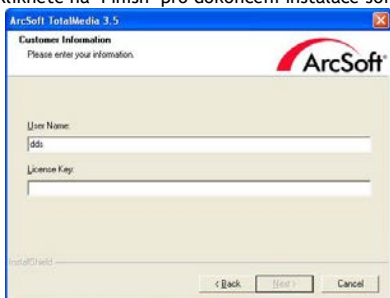 Klikněte na "Finish" pro dokončení instalace
ArcSoft TotalMedia 3.5
Customer Information
Please enter your information.
ArcSoft
User Name:
dds
License Key:
InstallShield
< Back
Next >
Cancel